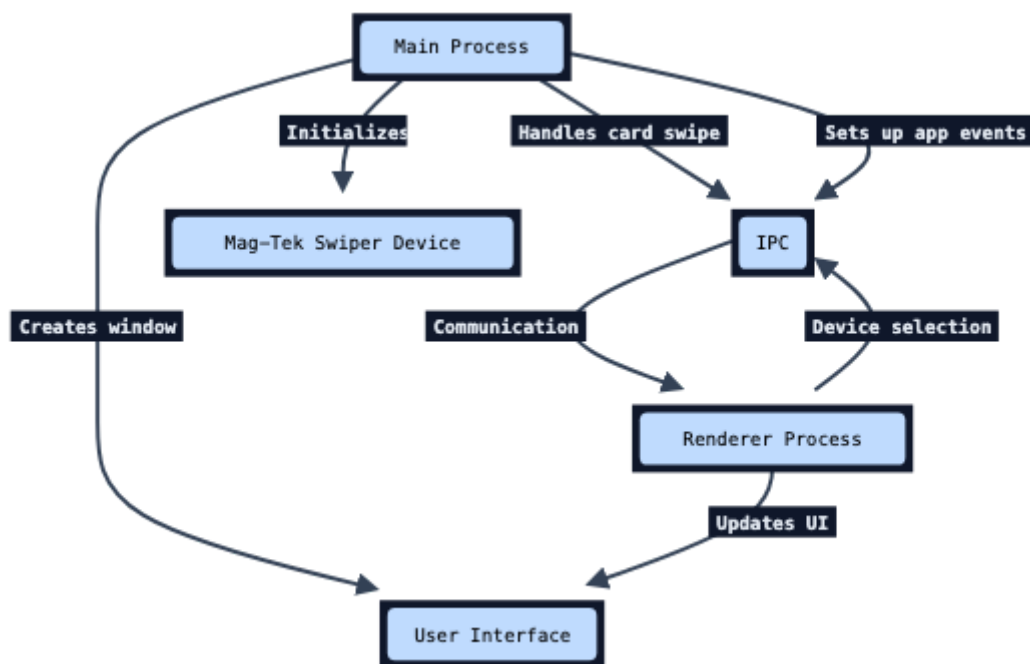 Main Process
Initializes
Handles card swipe
Sets up app events
Mag-Tek Swiper Device
IPC
Creates window
Communication
Device selection
Renderer Process
Updates UI
User Interface